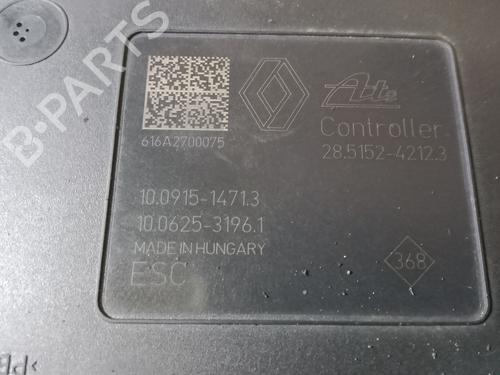 B-PARTS
616A2700075
Ate
Controller
28.5152-4212.3
10.0915-1471.3
10.0625-3196.1
MADE IN HUNGARY
ESC
368